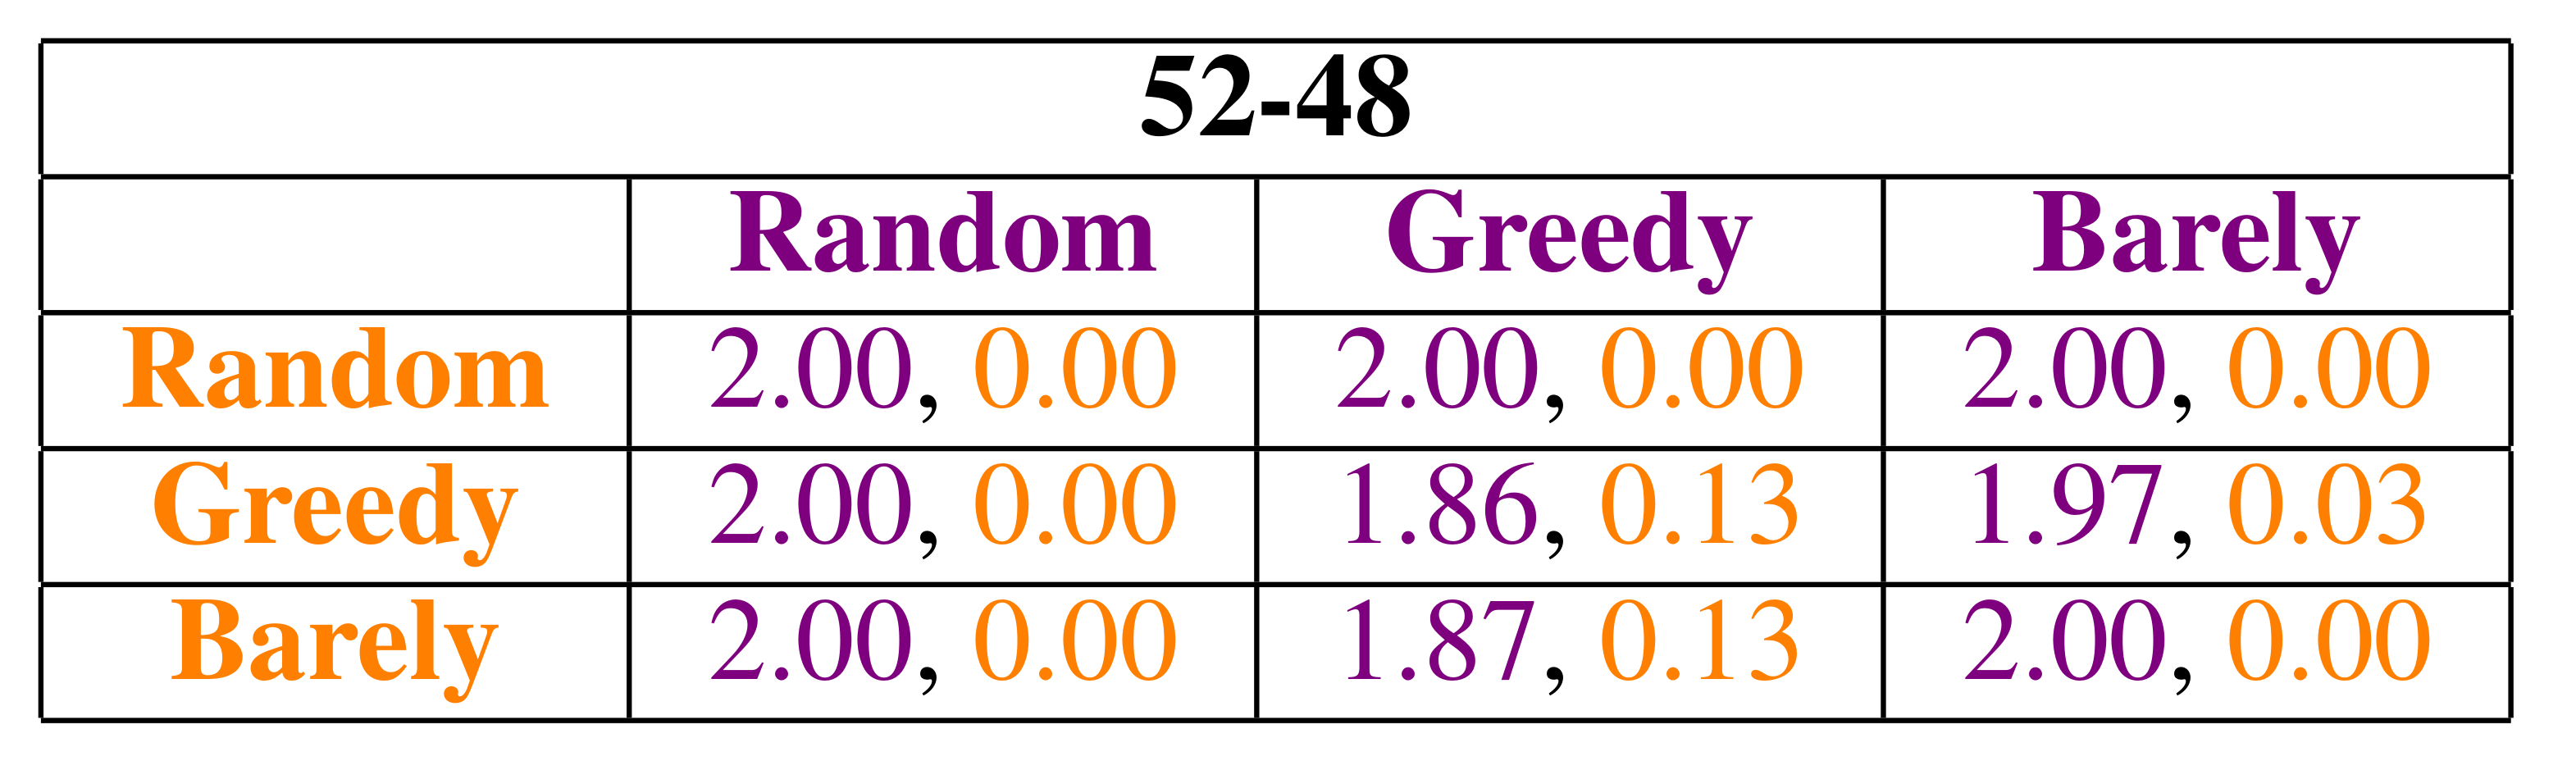 52-48
Random Greedy Barely
Random 2.00, 0.00 2.00, 0.00 2.00, 0.00
Greedy 2.00, 0.00 1.86, 0.13 1.97, 0.03
Barely 2.00, 0.00 1.87, 0.13 2.00, 0.00